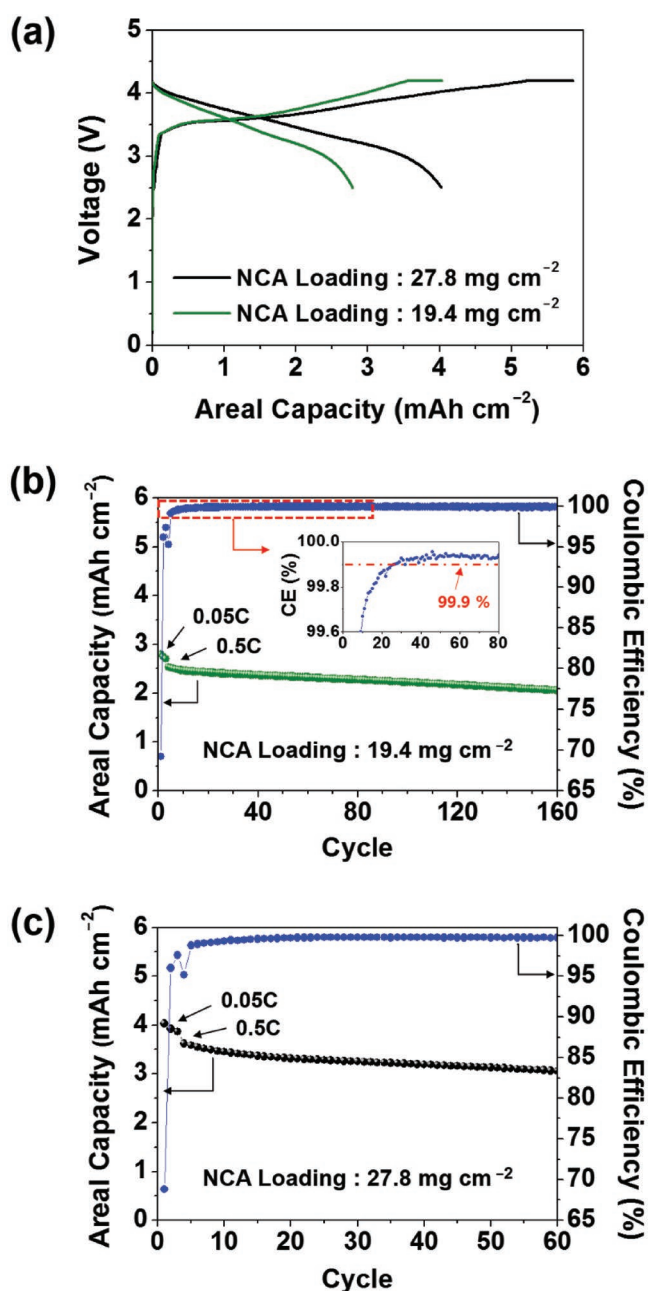 (a)
5
4
3
2
1
0
Voltage (V)
NCA Loading : 27.8 mg cm⁻²
NCA Loading : 19.4 mg cm⁻²
0 1 2 3 4 5 6
Areal Capacity (mAh cm⁻²)
(b)
Areal Capacity (mAh cm⁻²)
6
5
4
3
2
1
0
0.05C
0.5C
CE (%)
100.0
99.8
99.6
99.9 %
0 20 40 60 80
NCA Loading : 19.4 mg cm⁻²
100
95
90
85
80
75
70
65
Coulombic Efficiency (%)
0 40 80 120 160
Cycle
(c)
Areal Capacity (mAh cm⁻²)
6
5
4
3
2
1
0
0.05C
0.5C
NCA Loading : 27.8 mg cm⁻²
100
95
90
85
80
75
70
65
Coulombic Efficiency (%)
0 10 20 30 40 50 60
Cycle